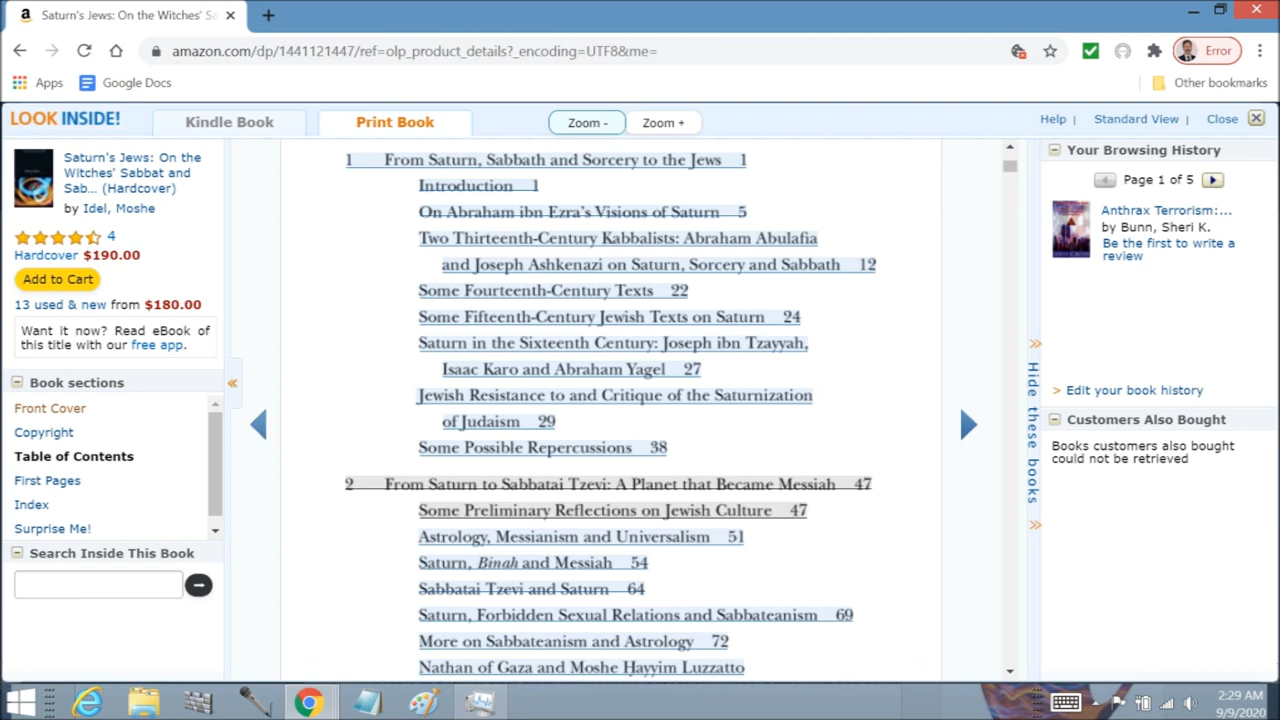 Saturn's Jews: On the Witches' Sa
amazon.com/dp/1441121447/ref=olp_product_details?_encoding=UTF8&me=
Error
Apps
Google Docs
Other bookmarks
LOOK INSIDE!
Kindle Book
Print Book
Zoom -
Zoom +
Help |
Standard View |
Close
Saturn's Jews: On the
Witches' Sabbat and
Sab... (Hardcover)
by Idel, Moshe
4
Hardcover $190.00
Add to Cart
13 used & new from $180.00
Want it now? Read eBook of
this title with our free app.
Book sections
Front Cover
Copyright
Table of Contents
First Pages
Index
Surprise Me!
Search Inside This Book
1 From Saturn, Sabbath and Sorcery to the Jews 1
Introduction 1
On Abraham ibn Ezra's Visions of Saturn 5
Two Thirteenth-Century Kabbalists: Abraham Abulafia
and Joseph Ashkenazi on Saturn, Sorcery and Sabbath 12
Some Fourteenth-Century Texts 22
Some Fifteenth-Century Jewish Texts on Saturn 24
Saturn in the Sixteenth Century: Joseph ibn Tzayyah,
Isaac Karo and Abraham Yagel 27
Jewish Resistance to and Critique of the Saturnization
of Judaism 29
Some Possible Repercussions 38
2 From Saturn to Sabbatai Tzevi: A Planet that Became Messiah 47
Some Preliminary Reflections on Jewish Culture 47
Astrology, Messianism and Universalism 51
Saturn, Binah and Messiah 54
Sabbatai Tzevi and Saturn 64
Saturn, Forbidden Sexual Relations and Sabbateanism 69
More on Sabbateanism and Astrology 72
Nathan of Gaza and Moshe Ḥayyim Luzzatto
Hide these books
Your Browsing History
Page 1 of 5
Anthrax Terrorism:...
by Bunn, Sheri K.
Be the first to write a
review
> Edit your book history
Customers Also Bought
Books customers also bought
could not be retrieved
2:29 AM
9/9/2020